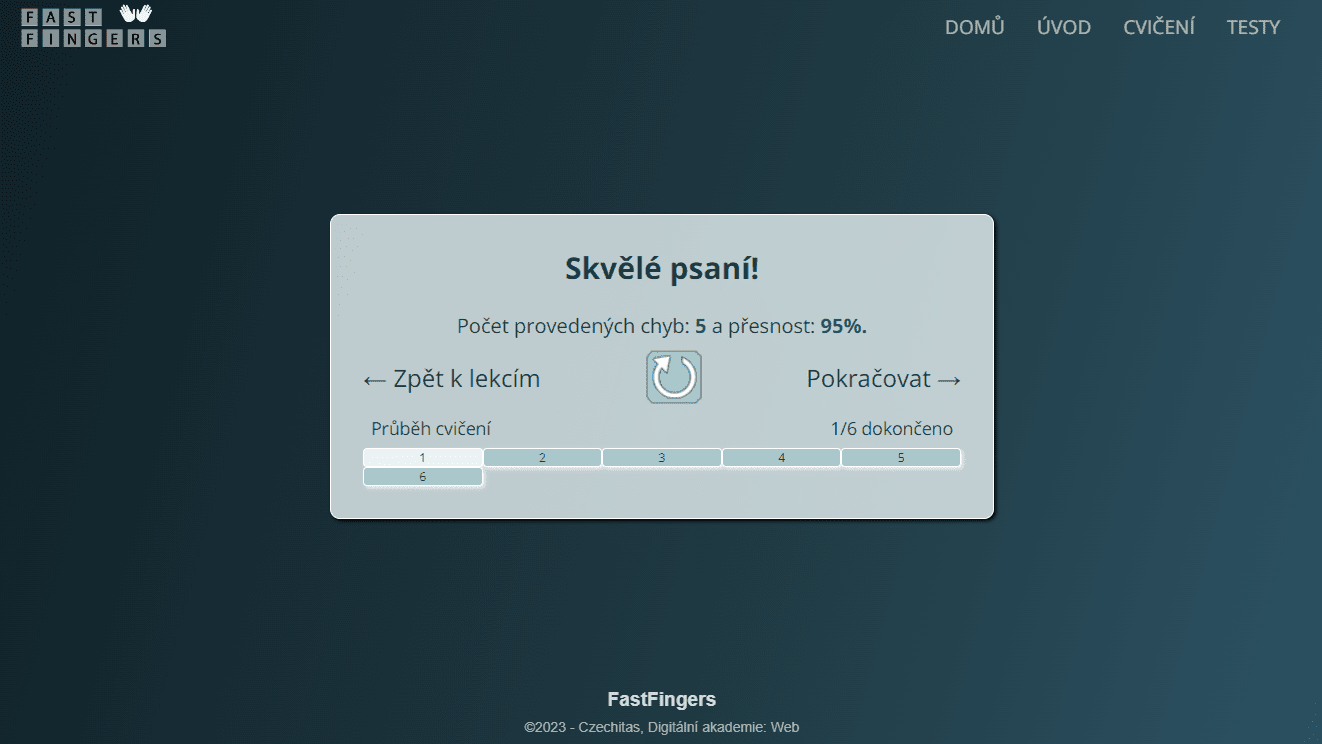 FAST
FINGERS
DOMŮ ÚVOD CVIČENÍ TESTY
Skvělé psaní!
Počet provedených chyb: 5 a přesnost: 95%.
← Zpět k lekcím Pokračovat →
Průběh cvičení 1/6 dokončeno
1 2 3 4 5
6
FastFingers
©2023 - Czechitas, Digitální akademie: Web